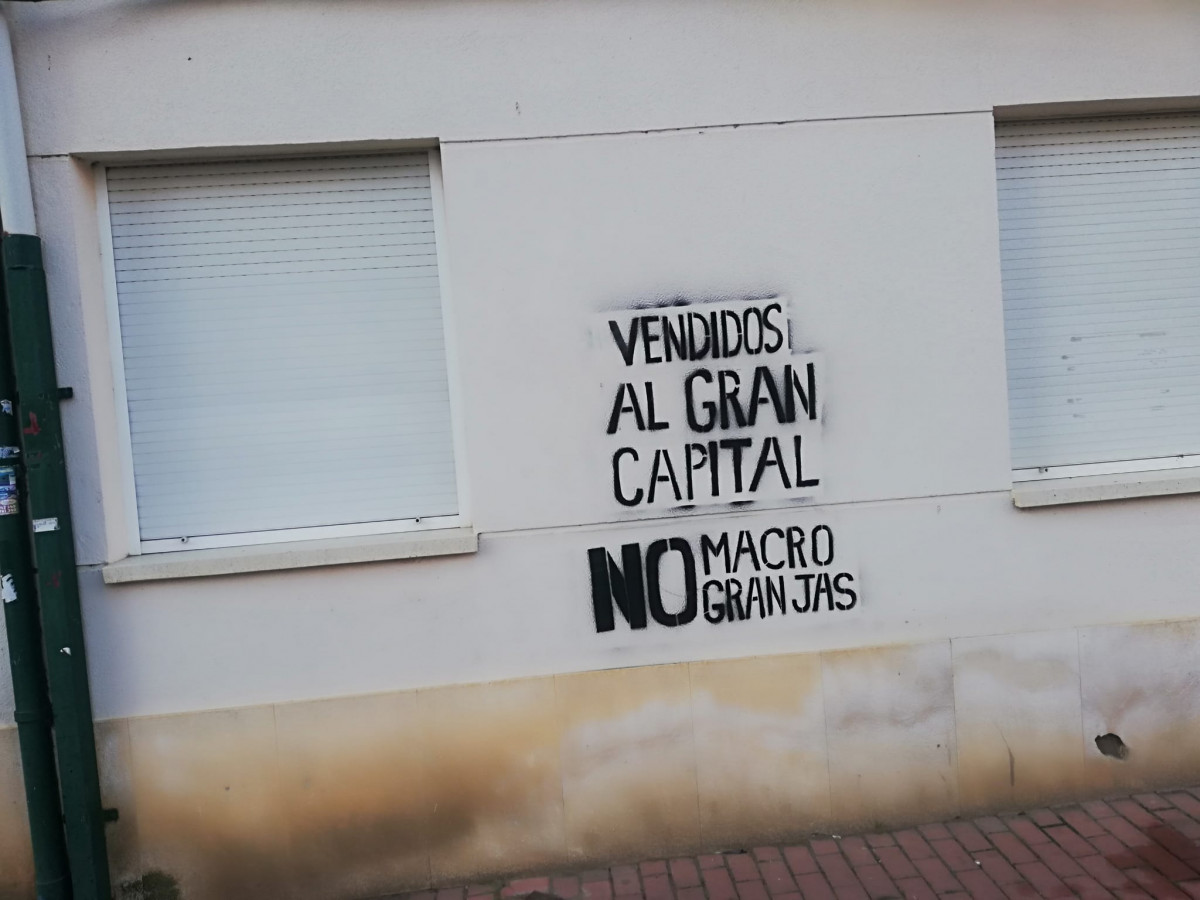 VENDIDOS
AL GRAN
CAPITAL
NO MACRO
GRANJAS